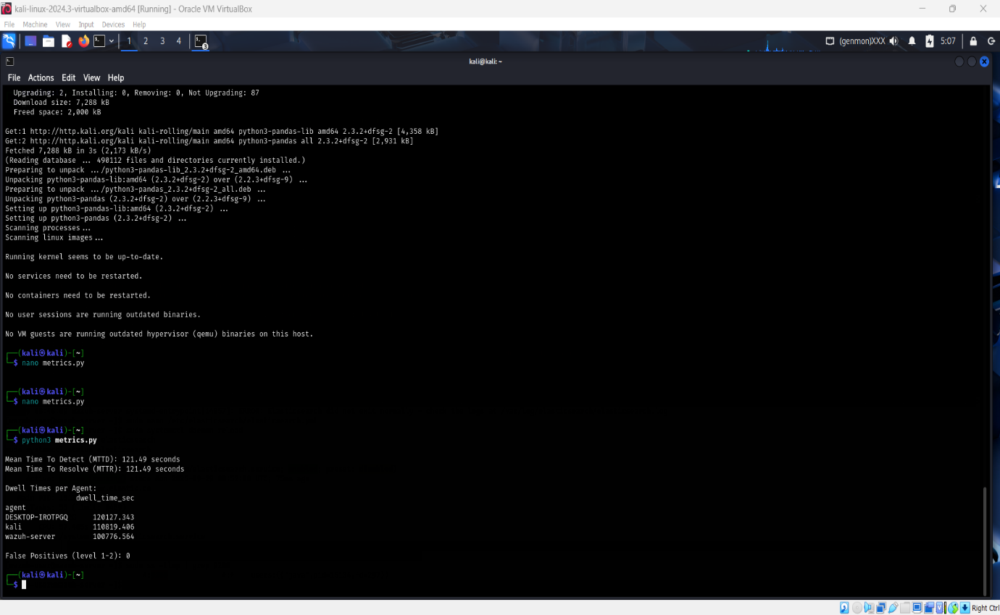 kali-linux-2024.3-virtualbox-amd64 [Running] - Oracle VM VirtualBox
File Machine View Input Devices Help
1 2 3 4 3 (genmon)XXX 5:07
kali@kali: ~
File Actions Edit View Help
Upgrading: 2, Installing: 0, Removing: 0, Not Upgrading: 87
Download size: 7,288 kB
Freed space: 2,000 kB
Get:1 http://http.kali.org/kali kali-rolling/main amd64 python3-pandas-lib amd64 2.3.2+dfsg-2 [4,358 kB]
Get:2 http://http.kali.org/kali kali-rolling/main amd64 python3-pandas all 2.3.2+dfsg-2 [2,931 kB]
Fetched 7,288 kB in 3s (2,173 kB/s)
(Reading database ... 490112 files and directories currently installed.)
Preparing to unpack .../python3-pandas-lib_2.3.2+dfsg-2_amd64.deb ...
Unpacking python3-pandas-lib:amd64 (2.3.2+dfsg-2) over (2.2.3+dfsg-9) ...
Preparing to unpack .../python3-pandas_2.3.2+dfsg-2_all.deb ...
Unpacking python3-pandas (2.3.2+dfsg-2) over (2.2.3+dfsg-9) ...
Setting up python3-pandas-lib:amd64 (2.3.2+dfsg-2) ...
Setting up python3-pandas (2.3.2+dfsg-2) ...
Scanning processes...
Scanning linux images...
Running kernel seems to be up-to-date.
No services need to be restarted.
No containers need to be restarted.
No user sessions are running outdated binaries.
No VM guests are running outdated hypervisor (qemu) binaries on this host.
┌──(kali㉿kali)-[~]
└─$ nano metrics.py
┌──(kali㉿kali)-[~]
└─$ nano metrics.py
┌──(kali㉿kali)-[~]
└─$ python3 metrics.py
Mean Time To Detect (MTTD): 121.49 seconds
Mean Time To Resolve (MTTR): 121.49 seconds
Dwell Times per Agent:
dwell_time_sec
agent
DESKTOP-IROTPGQ 120127.343
kali 110819.406
wazuh-server 100776.564
False Positives (level 1-2): 0
┌──(kali㉿kali)-[~]
└─$
Right Ctrl